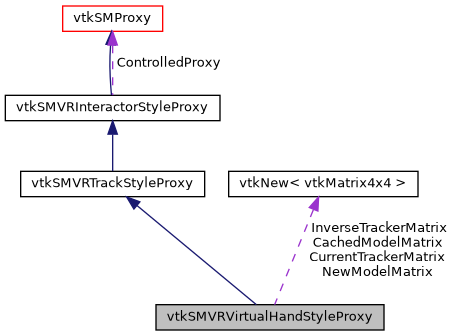 vtkSMProxy
ControlledProxy
vtkSMVRInteractorStyleProxy
vtkSMVRTrackStyleProxy
vtkNew< vtkMatrix4x4 >
InverseTrackerMatrix
CachedModelMatrix
CurrentTrackerMatrix
NewModelMatrix
vtkSMVRVirtualHandStyleProxy